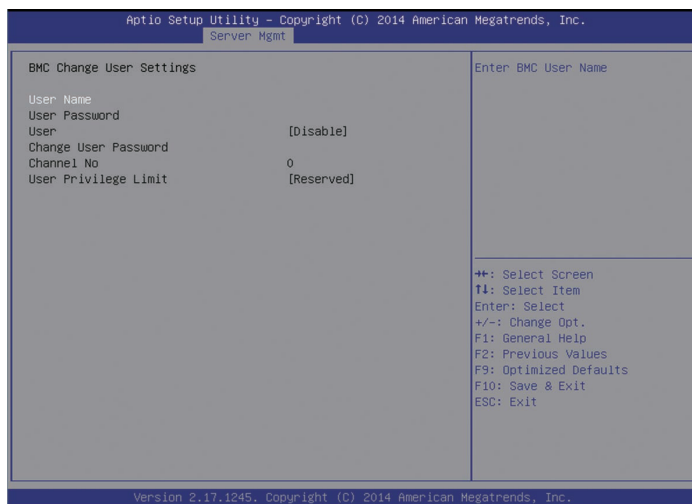 Aptio Setup Utility – Copyright (C) 2014 American Megatrends, Inc.
Server Mgmt
BMC Change User Settings
User Name
User Password
User [Disable]
Change User Password
Channel No 0
User Privilege Limit [Reserved]
Enter BMC User Name
→←: Select Screen
↑↓: Select Item
Enter: Select
+/-: Change Opt.
F1: General Help
F2: Previous Values
F9: Optimized Defaults
F10: Save & Exit
ESC: Exit
Version 2.17.1245. Copyright (C) 2014 American Megatrends, Inc.